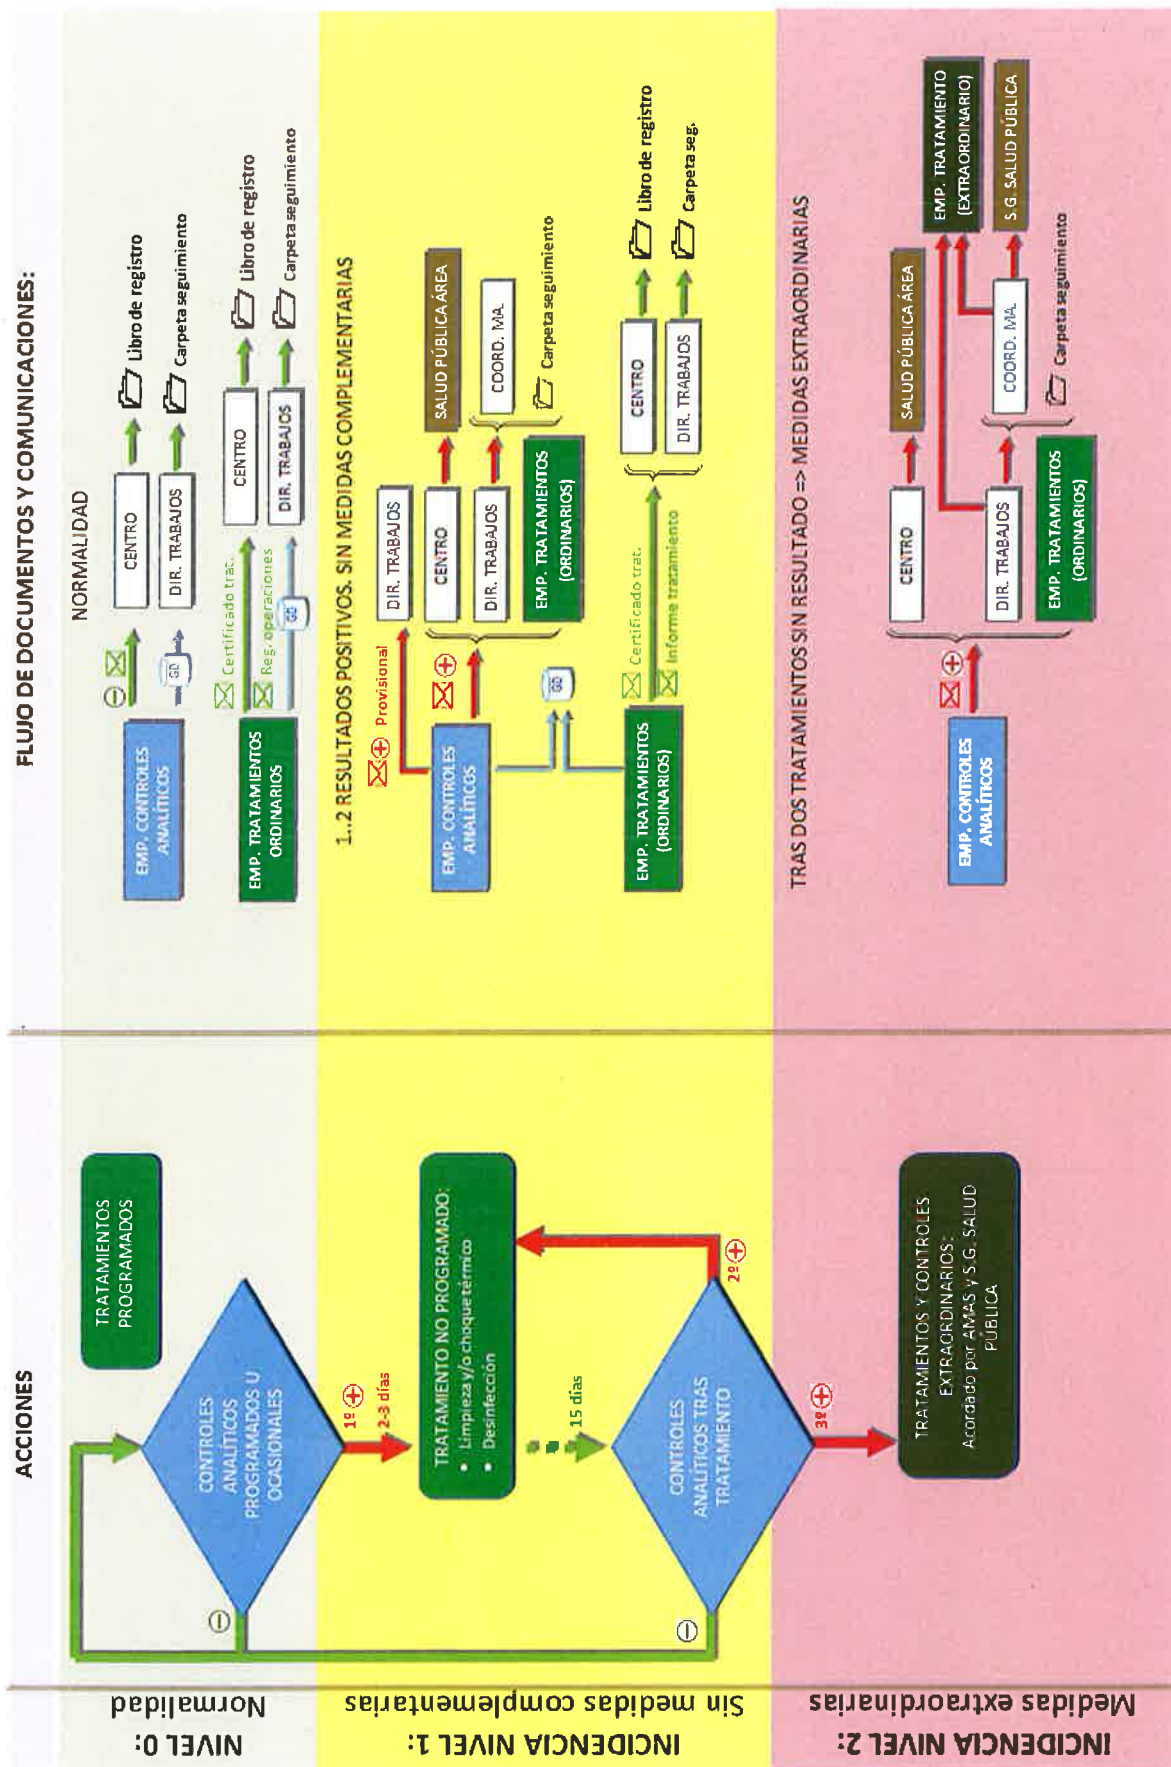 ACCIONES
FLUJO DE DOCUMENTOS Y COMUNICACIONES:
NIVEL 0:
Normalidad
TRATAMIENTOS
PROGRAMADOS
CONTROLES
ANALÍTICOS
PROGRAMADOS U
OCASIONALES
1º
2-3 días
NORMALIDAD
EMP. CONTROLES
ANALÍTICOS
GD
CENTRO
Libro de registro
DIR. TRABAJOS
Carpeta seguimiento
EMP. TRATAMIENTOS
ORDINARIOS
Certificado trat.
Reg. operaciones
GD
CENTRO
Libro de registro
DIR. TRABAJOS
Carpeta seguimiento
INCIDENCIA NIVEL 1:
Sin medidas complementarias
TRATAMIENTO NO PROGRAMADO:
• Limpieza y/o choque térmico
• Desinfección
15 días
CONTROLES
ANALÍTICOS TRAS
TRATAMIENTO
2º
1..2 RESULTADOS POSITIVOS. SIN MEDIDAS COMPLEMENTARIAS
Provisional
DIR. TRABAJOS
EMP. CONTROLES
ANALÍTICOS
CENTRO
SALUD PÚBLICA ÁREA
DIR. TRABAJOS
COORD. MA.
EMP. TRATAMIENTOS
(ORDINARIOS)
Carpeta seguimiento
GD
EMP. TRATAMIENTOS
(ORDINARIOS)
Certificado trat.
Informe tratamiento
CENTRO
Libro de registro
DIR. TRABAJOS
Carpeta seg.
INCIDENCIA NIVEL 2:
Medidas extraordinarias
3º
TRATAMIENTOS Y CONTROLES
EXTRAORDINARIOS:
Acordado por AMAS y S.G. SALUD
PÚBLICA
TRAS DOS TRATAMIENTOS SIN RESULTADO => MEDIDAS EXTRAORDINARIAS
EMP. CONTROLES
ANALÍTICOS
CENTRO
SALUD PÚBLICA ÁREA
DIR. TRABAJOS
EMP. TRATAMIENTO
(EXTRAORDINARIO)
COORD. MA.
S.G. SALUD PÚBLICA
EMP. TRATAMIENTOS
(ORDINARIOS)
Carpeta seguimiento